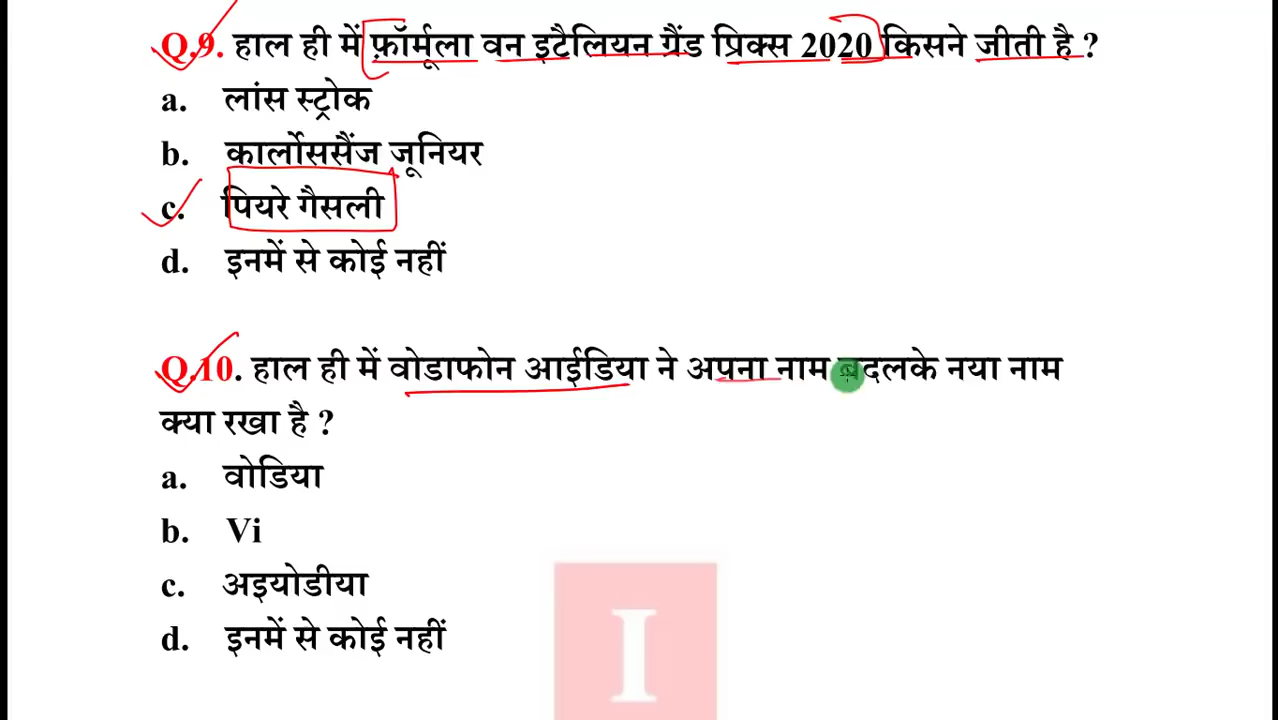 Q.9. हाल ही में फ़ॉर्मूला वन इटैलियन ग्रैंड प्रिक्स 2020 किसने जीती है ?
a. लांस स्ट्रोक
b. कार्लोससैंज जूनियर
c. पियरे गैसली
d. इनमें से कोई नहीं
Q.10. हाल ही में वोडाफोन आईडिया ने अपना नाम बदलके नया नाम
क्या रखा है ?
a. वोडिया
b. Vi
c. अइयोडीया
d. इनमें से कोई नहीं
I